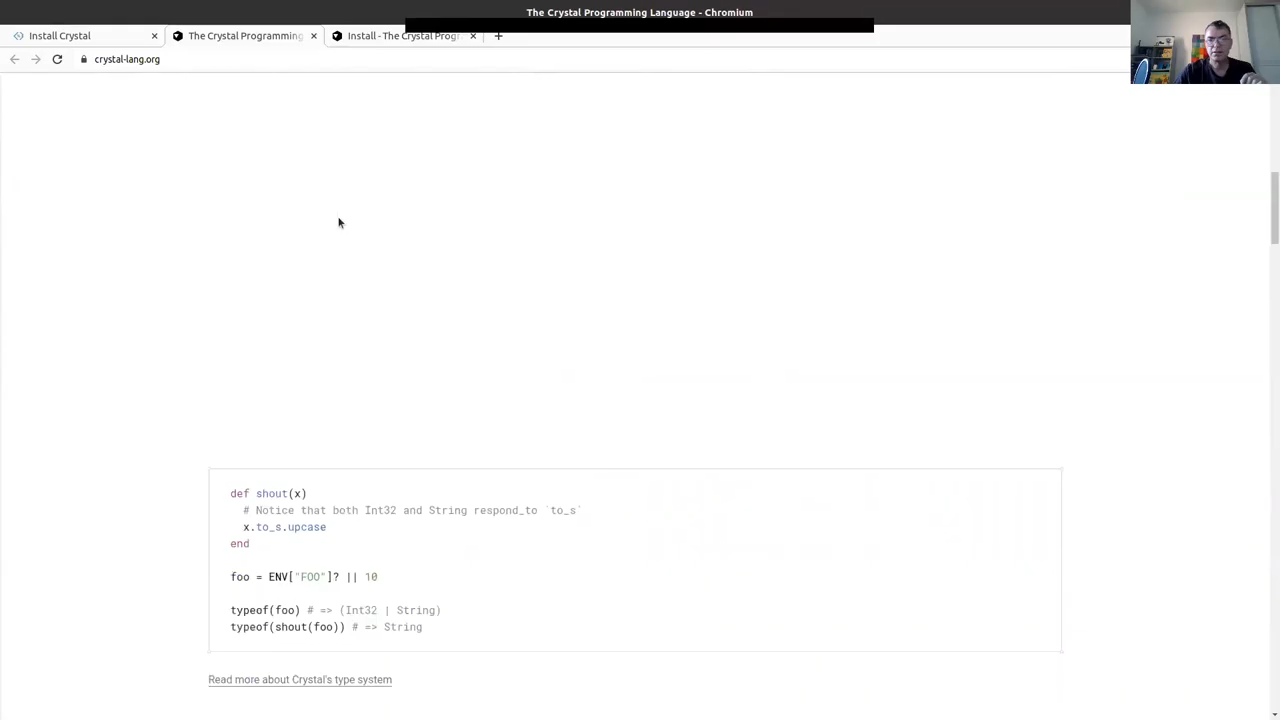 The Crystal Programming Language - Chromium
Install Crystal
The Crystal Programming
Install - The Crystal Progr
crystal-lang.org
def shout(x)
# Notice that both Int32 and String respond_to `to_s`
x.to_s.upcase
end
foo = ENV["FOO"]? || 10
typeof(foo) # => (Int32 | String)
typeof(shout(foo)) # => String
Read more about Crystal's type system